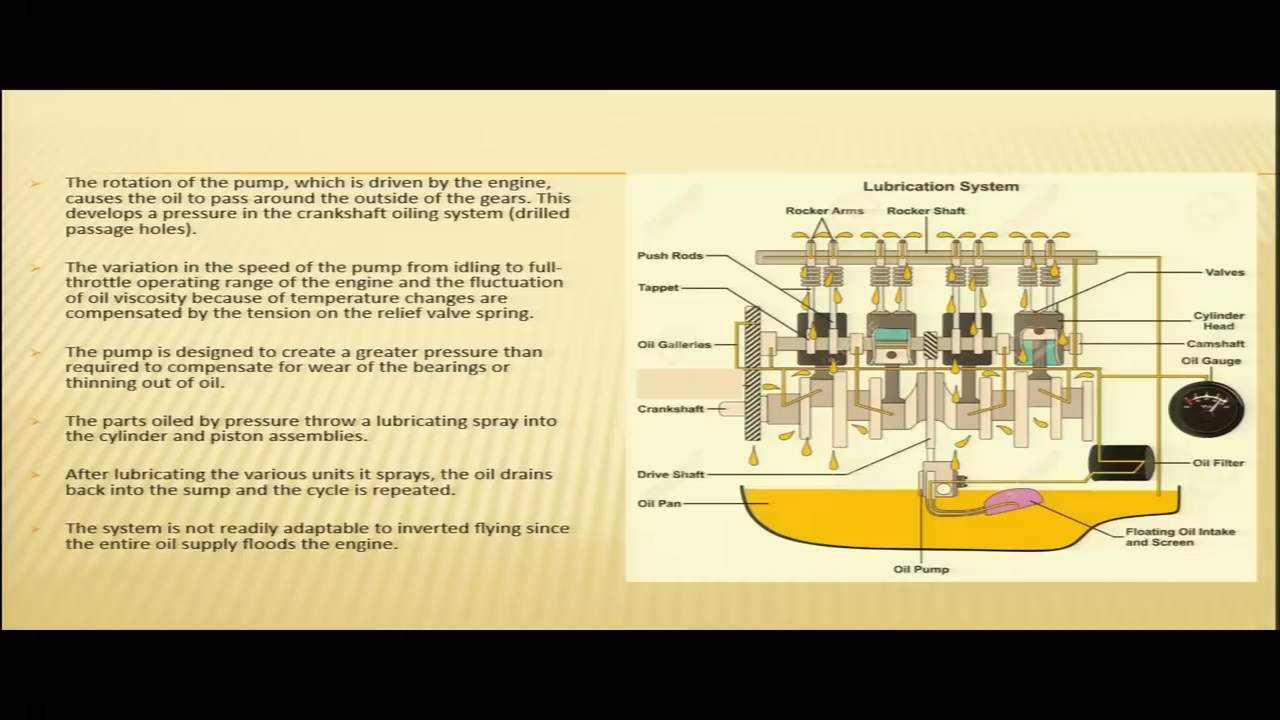 The rotation of the pump, which is driven by the engine,
causes the oil to pass around the outside of the gears. This
develops a pressure in the crankshaft oiling system (drilled
passage holes).
The variation in the speed of the pump from idling to full-
throttle operating range of the engine and the fluctuation
of oil viscosity because of temperature changes are
compensated by the tension on the relief valve spring.
The pump is designed to create a greater pressure than
required to compensate for wear of the bearings or
thinning out of oil.
The parts oiled by pressure throw a lubricating spray into
the cylinder and piston assemblies.
After lubricating the various units it sprays, the oil drains
back into the sump and the cycle is repeated.
The system is not readily adaptable to inverted flying since
the entire oil supply floods the engine.
Lubrication System
Rocker Arms
Rocker Shaft
Push Rods
Valves
Tappet
Cylinder
Head
Oil Galleries
Camshaft
Oil Gauge
Crankshaft
Oil Filter
Drive Shaft
Oil Pan
Floating Oil Intake
and Screen
Oil Pump